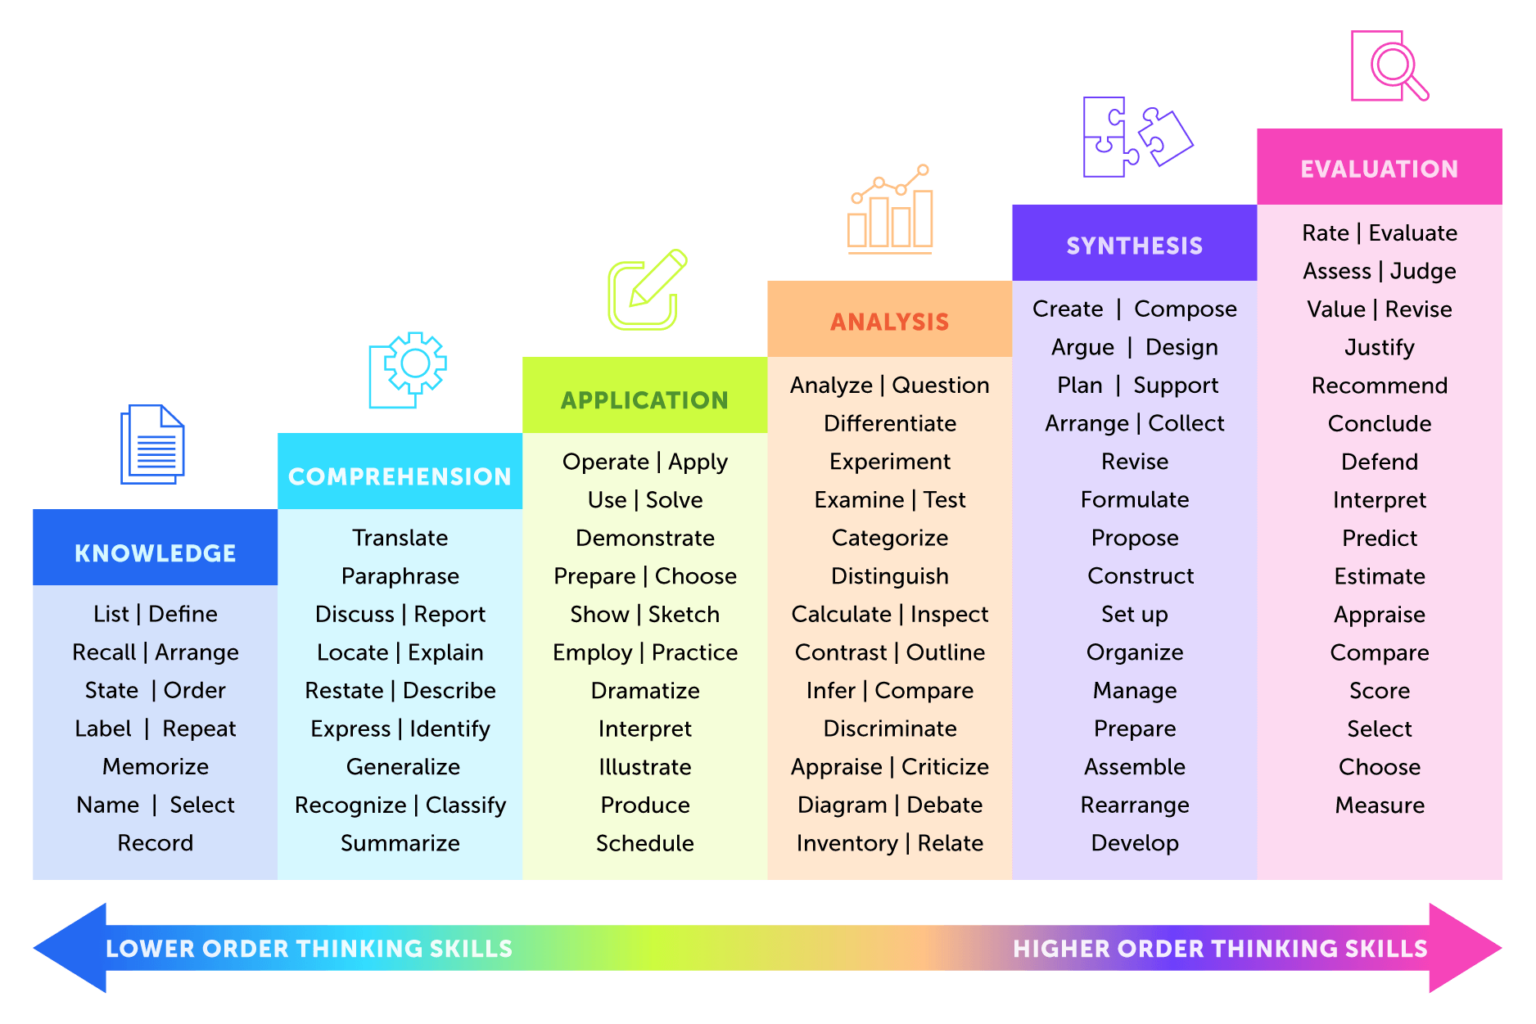 KNOWLEDGE
List | Define
Recall | Arrange
State | Order
Label | Repeat
Memorize
Name | Select
Record
COMPREHENSION
Translate
Paraphrase
Discuss | Report
Locate | Explain
Restate | Describe
Express | Identify
Generalize
Recognize | Classify
Summarize
APPLICATION
Operate | Apply
Use | Solve
Demonstrate
Prepare | Choose
Show | Sketch
Employ | Practice
Dramatize
Interpret
Illustrate
Produce
Schedule
ANALYSIS
Analyze | Question
Differentiate
Experiment
Examine | Test
Categorize
Distinguish
Calculate | Inspect
Contrast | Outline
Infer | Compare
Discriminate
Appraise | Criticize
Diagram | Debate
Inventory | Relate
SYNTHESIS
Create | Compose
Argue | Design
Plan | Support
Arrange | Collect
Revise
Formulate
Propose
Construct
Set up
Organize
Manage
Prepare
Assemble
Rearrange
Develop
EVALUATION
Rate | Evaluate
Assess | Judge
Value | Revise
Justify
Recommend
Conclude
Defend
Interpret
Predict
Estimate
Appraise
Compare
Score
Select
Choose
Measure
LOWER ORDER THINKING SKILLS
HIGHER ORDER THINKING SKILLS